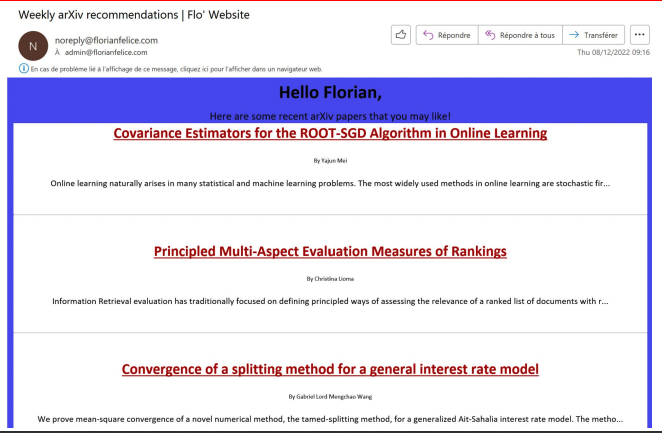 Weekly arXiv recommendations | Flo' Website
N
noreply@florianfelice.com
À admin@florianfelice.com
Répondre
Répondre à tous
Transférer
Thu 08/12/2022 09:16
En cas de problème lié à l'affichage de ce message, cliquez ici pour l'afficher dans un navigateur web.
Hello Florian,
Here are some recent arXiv papers that you may like!
Covariance Estimators for the ROOT-SGD Algorithm in Online Learning
By Yajun Mei
Online learning naturally arises in many statistical and machine learning problems. The most widely used methods in online learning are stochastic fir...
Principled Multi-Aspect Evaluation Measures of Rankings
By Christina Lioma
Information Retrieval evaluation has traditionally focused on defining principled ways of assessing the relevance of a ranked list of documents with r...
Convergence of a splitting method for a general interest rate model
By Gabriel Lord Mengchao Wang
We prove mean-square convergence of a novel numerical method, the tamed-splitting method, for a generalized Ait-Sahalia interest rate model. The metho...